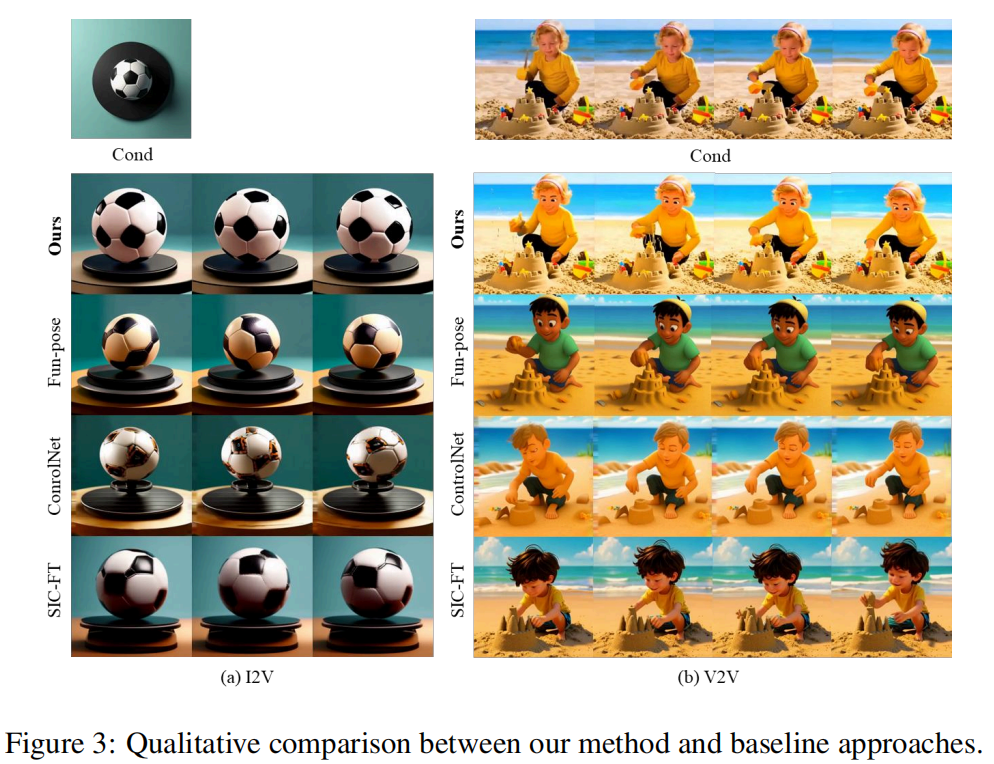 Cond
Cond
Ours
Fun-pose
ConrolNet
SIC-FT
(a) I2V
Ours
Fun-pose
ControlNet
SIC-FT
(b) V2V
Figure 3: Qualitative comparison between our method and baseline approaches.